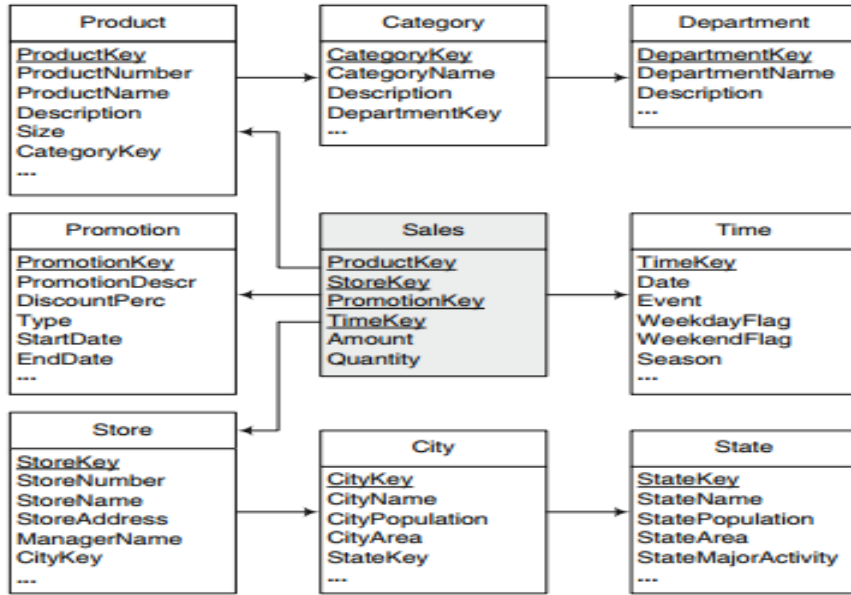 Product
ProductKey
ProductNumber
ProductName
Description
Size
CategoryKey
...
Category
CategoryKey
CategoryName
Description
DepartmentKey
...
Department
DepartmentKey
DepartmentName
Description
...
Promotion
PromotionKey
PromotionDescr
DiscountPerc
Type
StartDate
EndDate
...
Sales
ProductKey
StoreKey
PromotionKey
TimeKey
Amount
Quantity
Time
TimeKey
Date
Event
WeekdayFlag
WeekendFlag
Season
...
Store
StoreKey
StoreNumber
StoreName
StoreAddress
ManagerName
CityKey
...
City
CityKey
CityName
CityPopulation
CityArea
StateKey
...
State
StateKey
StateName
StatePopulation
StateArea
StateMajorActivity
...